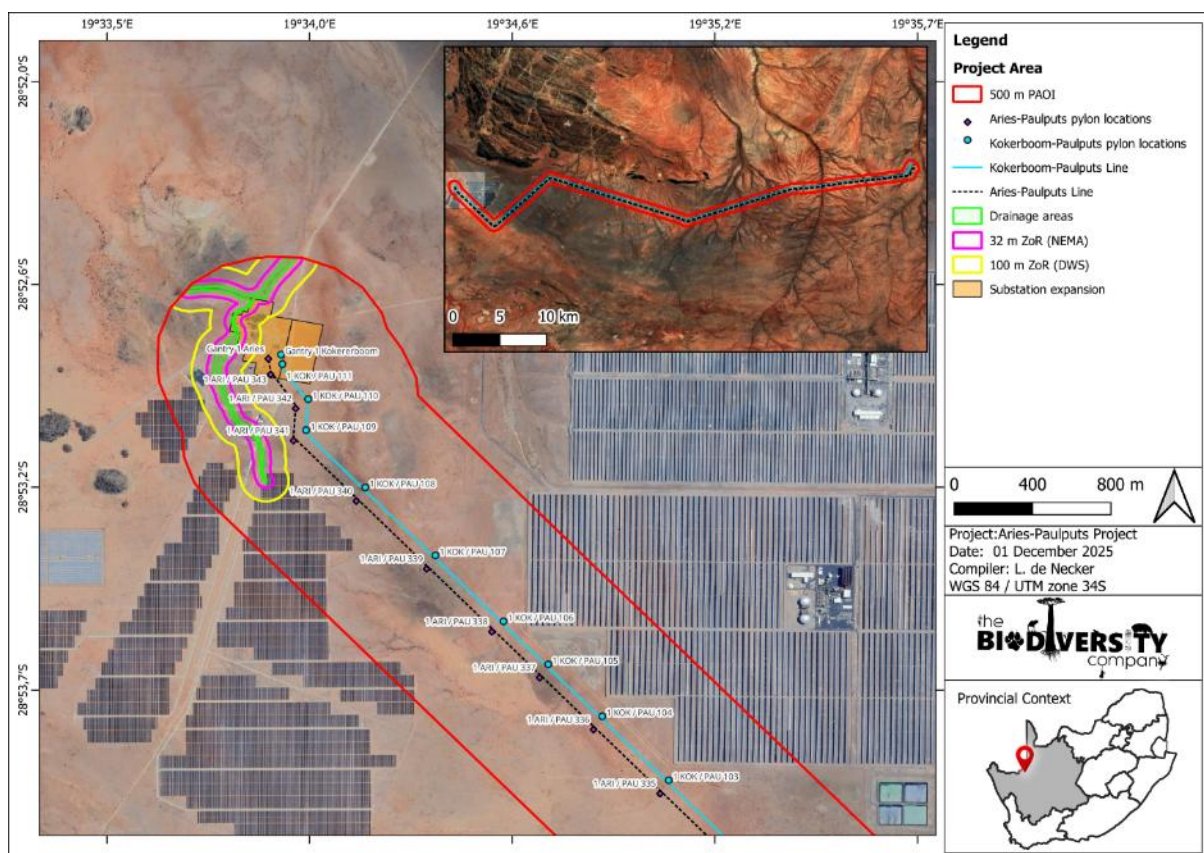 19°33,5'E
19°34,0'E
19°34,6'E
19°35,2'E
19°35,7'E
28°52,0'S
28°52,6'S
28°53,2'S
28°53,7'S
0 5 10 km
Gantry 1 Aries
Gantry 1 Kokererboom
1 ARI / PAU 343
1 KOK / PAU 111
1 ARI / PAU 342
1 KOK / PAU 110
1 ARI / PAU 341
1 KOK / PAU 109
1 ARI / PAU 340
1 KOK / PAU 108
1 ARI / PAU 339
1 KOK / PAU 107
1 ARI / PAU 338
1 KOK / PAU 106
1 ARI / PAU 337
1 KOK / PAU 105
1 ARI / PAU 336
1 KOK / PAU 104
1 ARI / PAU 335
1 KOK / PAU 103
Legend
Project Area
500 m PAOI
Aries-Paulputs pylon locations
Kokerboom-Paulputs pylon locations
Kokerboom-Paulputs Line
Aries-Paulputs Line
Drainage areas
32 m ZoR (NEMA)
100 m ZoR (DWS)
Substation expansion
0 400 800 m
Project:Aries-Paulputs Project
Date: 01 December 2025
Compiler: L. de Necker
WGS 84 / UTM zone 34S
the
BIODIVERSITY
company
Provincial Context